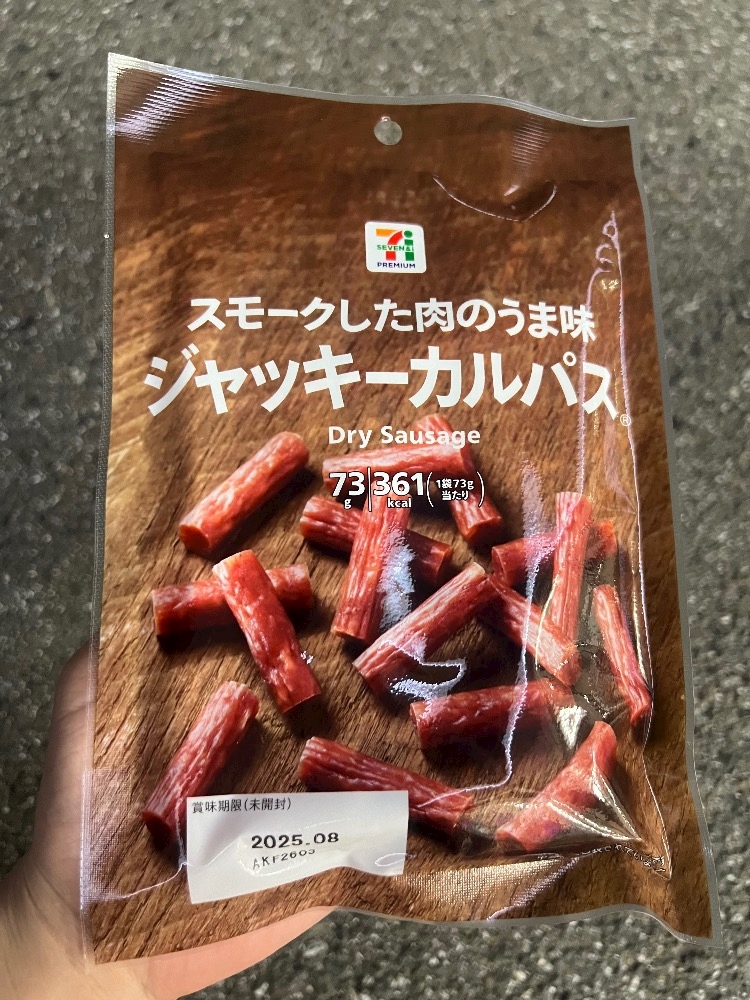 7i
SEVEN&i
PREMIUM
スモークした肉のうま味
ジャッキーカルパス®
Dry Sausage
73g 361kcal (1袋73g当たり)
賞味期限(未開封)
2025.08